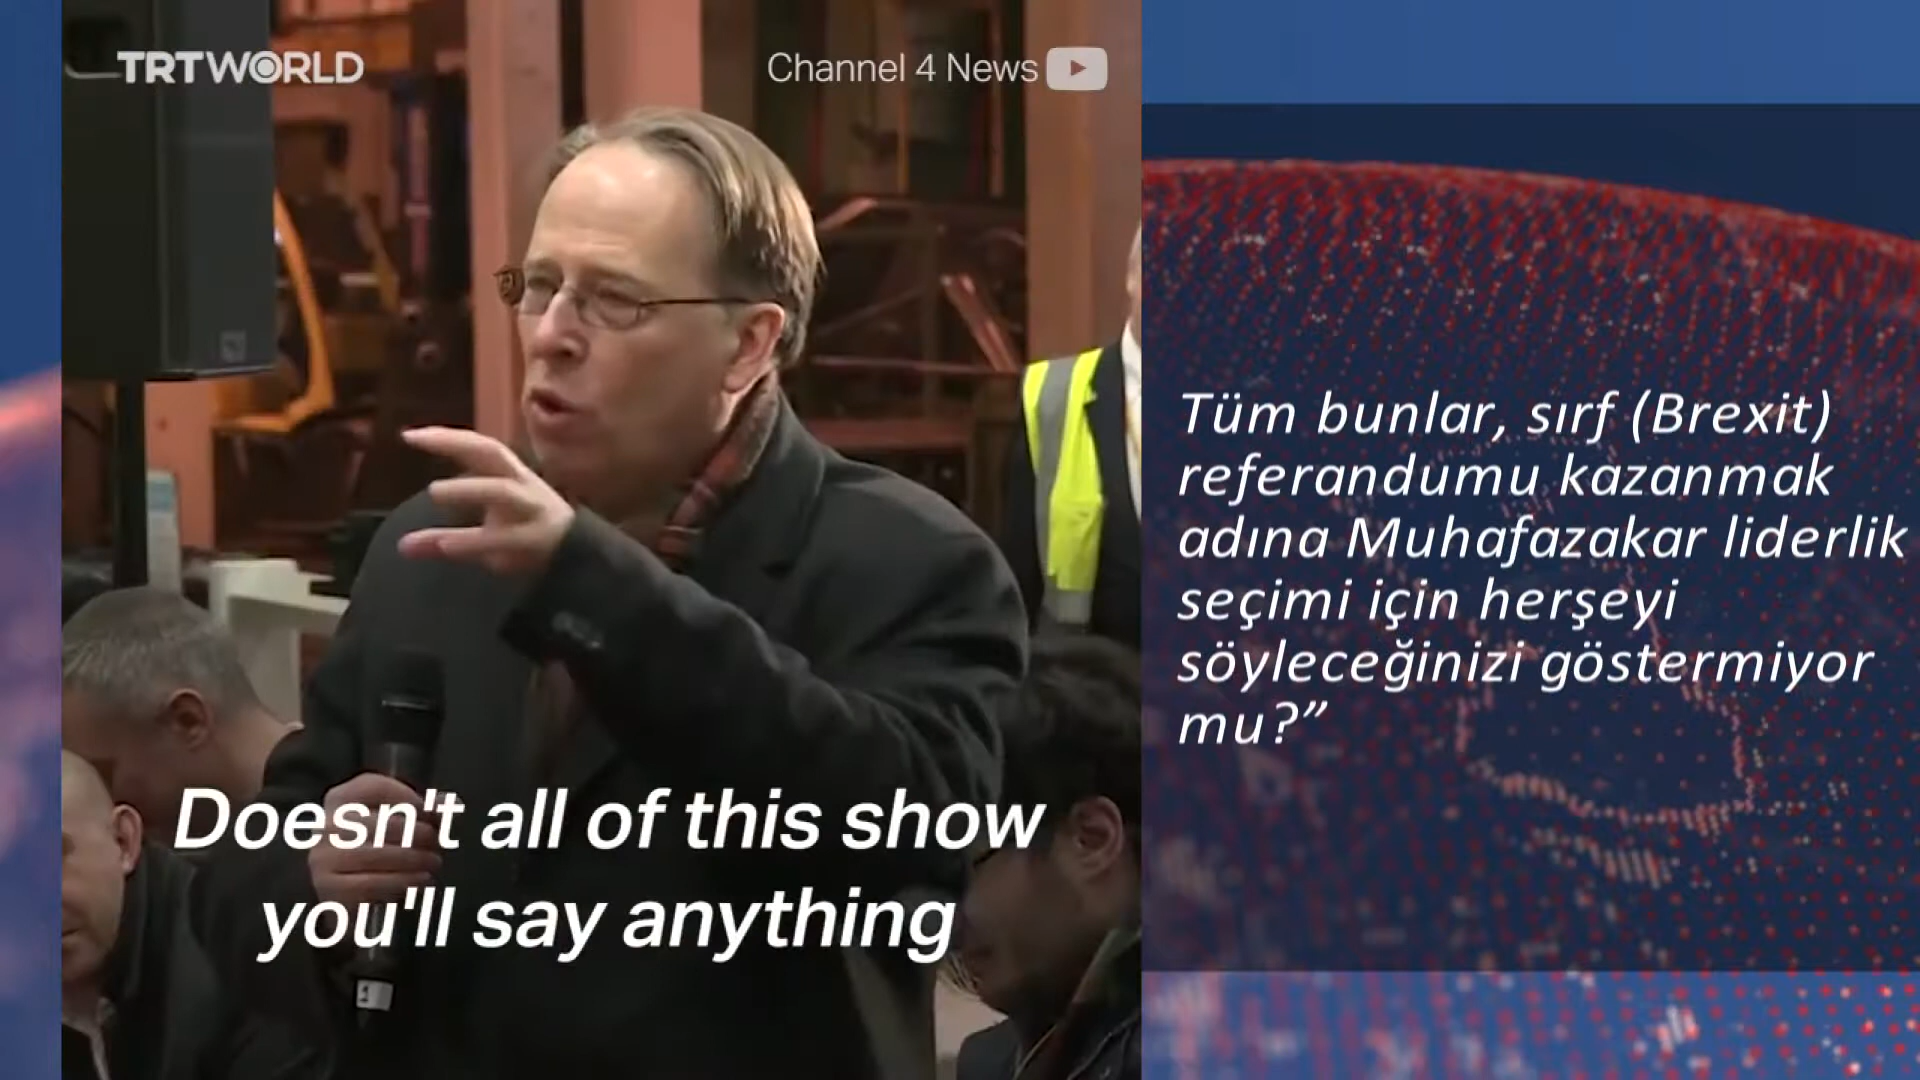 TRTWORLD
Channel 4 News
Tüm bunlar, sırf (Brexit)
referandumu kazanmak
adına Muhafazakar liderlik
seçimi için herşeyi
söyleceğinizi göstermiyor
mu?”
Doesn't all of this show
you'll say anything
1